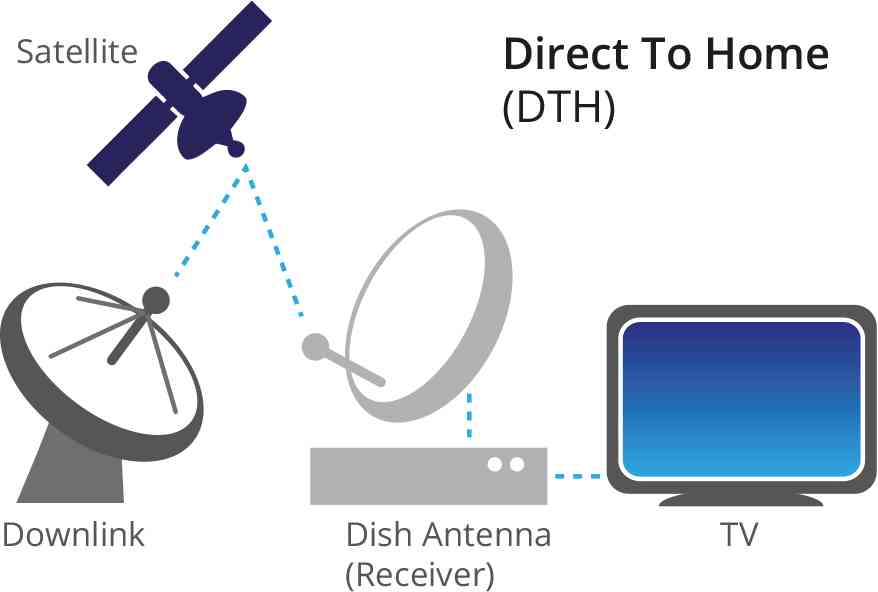 Satellite
Direct To Home
(DTH)
Downlink
Dish Antenna
(Receiver)
TV